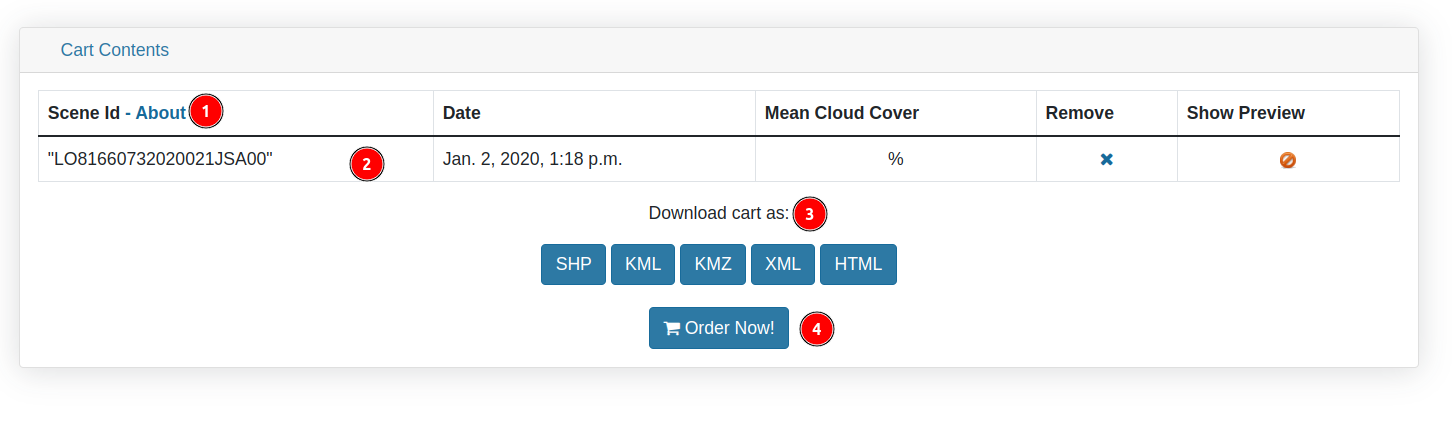 Cart Contents
Scene Id - About 1 Date Mean Cloud Cover Remove Show Preview
"LO81660732020021JSA00" 2 Jan. 2, 2020, 1:18 p.m. %
Download cart as: 3
SHP KML KMZ XML HTML
Order Now! 4